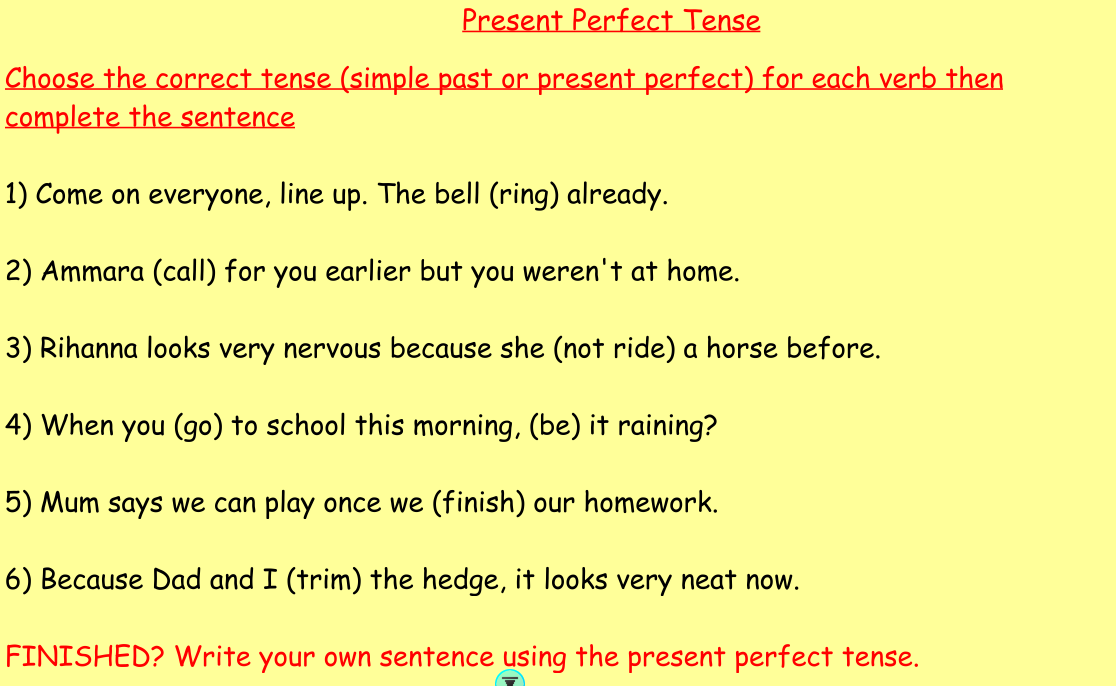 Present Perfect Tense
Choose the correct tense (simple past or present perfect) for each verb then
complete the sentence
1) Come on everyone, line up. The bell (ring) already.
2) Ammara (call) for you earlier but you weren't at home.
3) Rihanna looks very nervous because she (not ride) a horse before.
4) When you (go) to school this morning, (be) it raining?
5) Mum says we can play once we (finish) our homework.
6) Because Dad and I (trim) the hedge, it looks very neat now.
FINISHED? Write your own sentence using the present perfect tense.